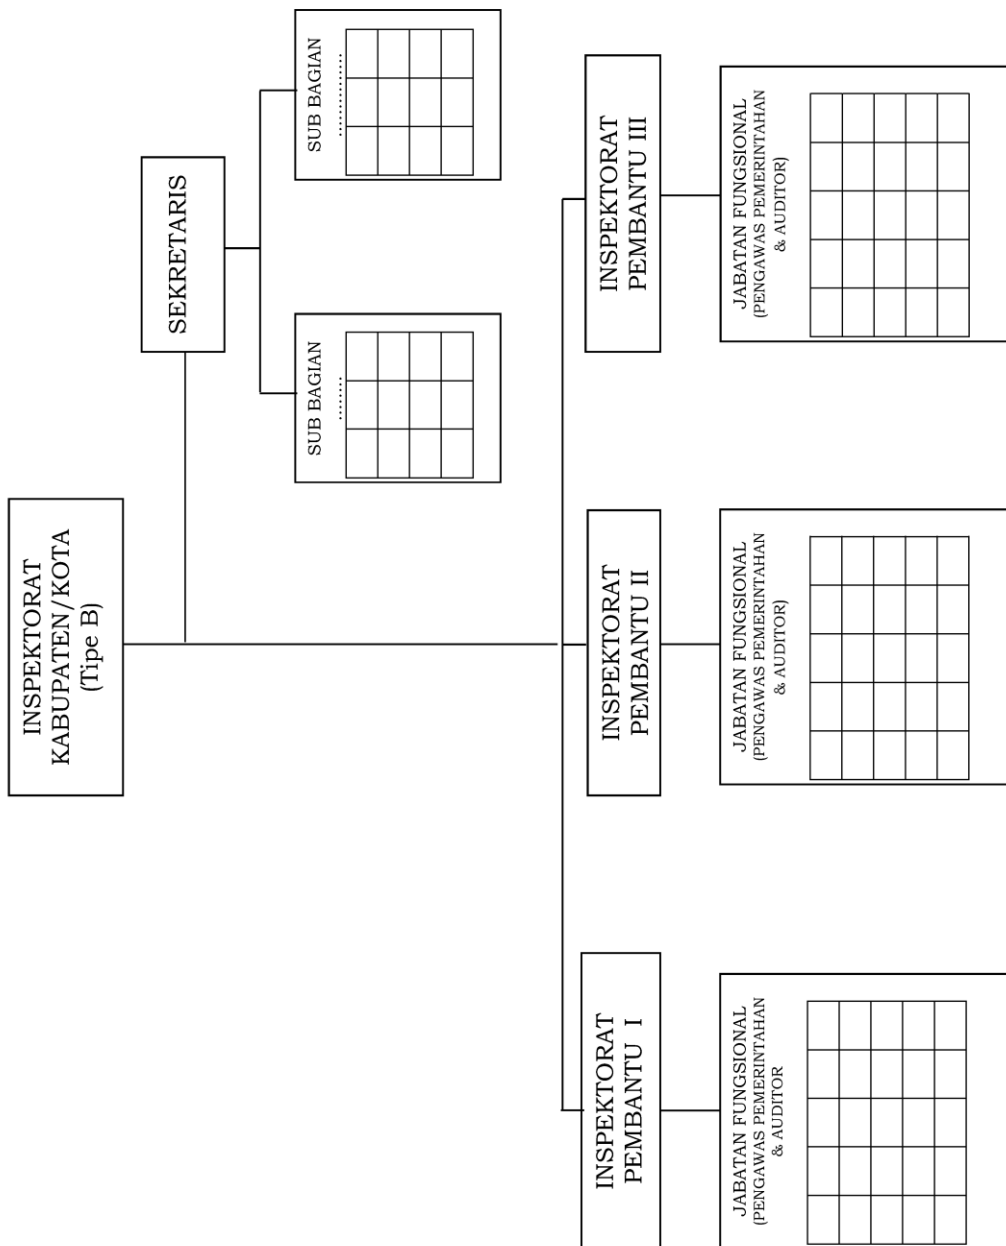 INSPEKTORAT
KABUPATEN/KOTA
(Tipe B)
SEKRETARIS
SUB BAGIAN
........
SUB BAGIAN
................
INSPEKTORAT
PEMBANTU  I
INSPEKTORAT
PEMBANTU II
INSPEKTORAT
PEMBANTU III
JABATAN FUNGSIONAL
(PENGAWAS PEMERINTAHAN
& AUDITOR
JABATAN FUNGSIONAL
(PENGAWAS PEMERINTAHAN
& AUDITOR)
JABATAN FUNGSIONAL
(PENGAWAS PEMERINTAHAN
& AUDITOR)